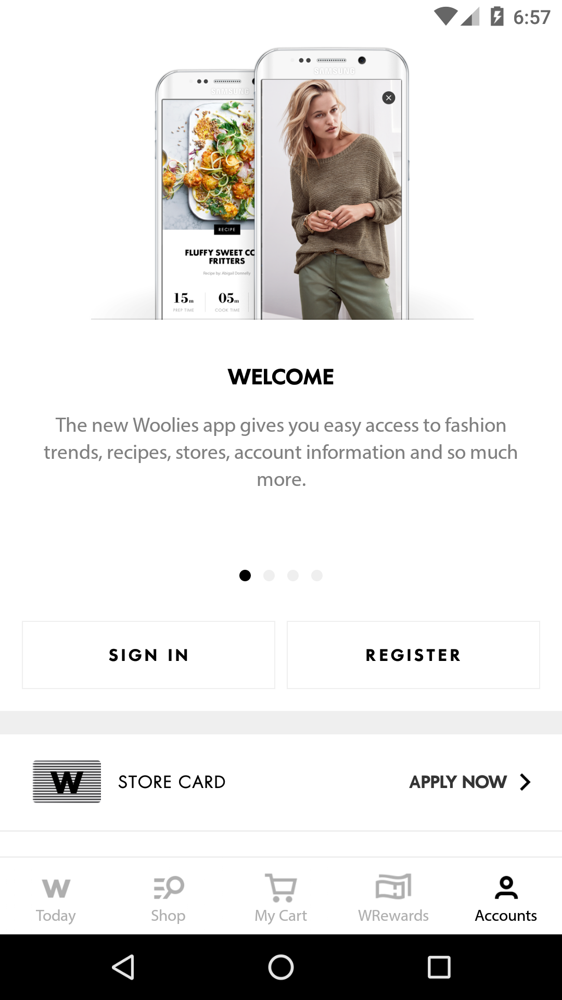 6:57
SAMSUNG
SAMSUNG
RECIPE
FLUFFY SWEET CO
FRITTERS
Recipe by: Abigail Donnelly
15m
05m
PREP TIME
COOK TIME
WELCOME
The new Woolies app gives you easy access to fashion
trends, recipes, stores, account information and so much
more.
SIGN IN
REGISTER
W
STORE CARD
APPLY NOW
W
Today
Shop
My Cart
WRewards
Accounts